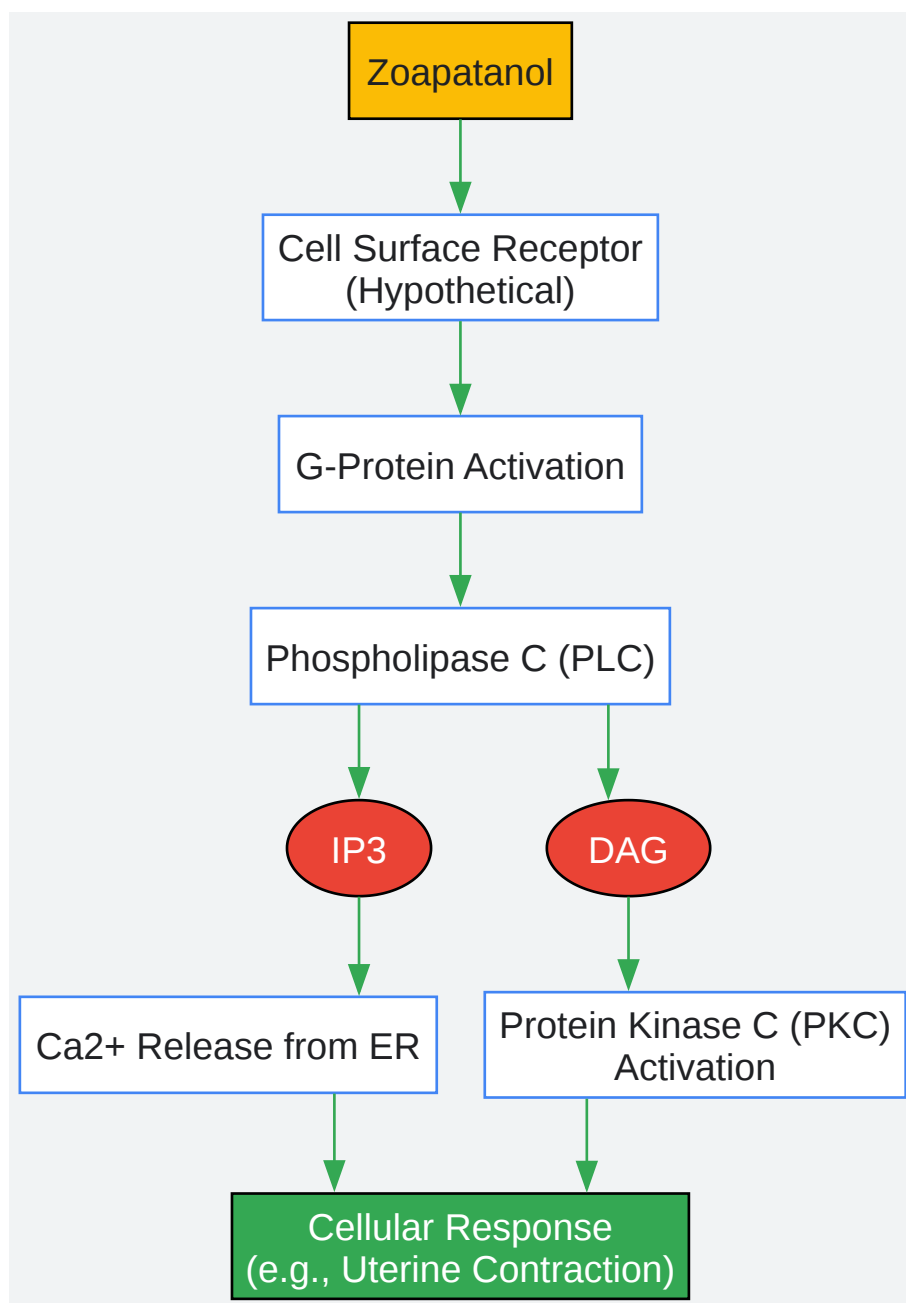 Zoapatanol
Cell Surface Receptor
(Hypothetical)
G-Protein Activation
Phospholipase C (PLC)
IP3
DAG
Ca2+ Release from ER
Protein Kinase C (PKC)
Activation
Cellular Response
(e.g., Uterine Contraction)